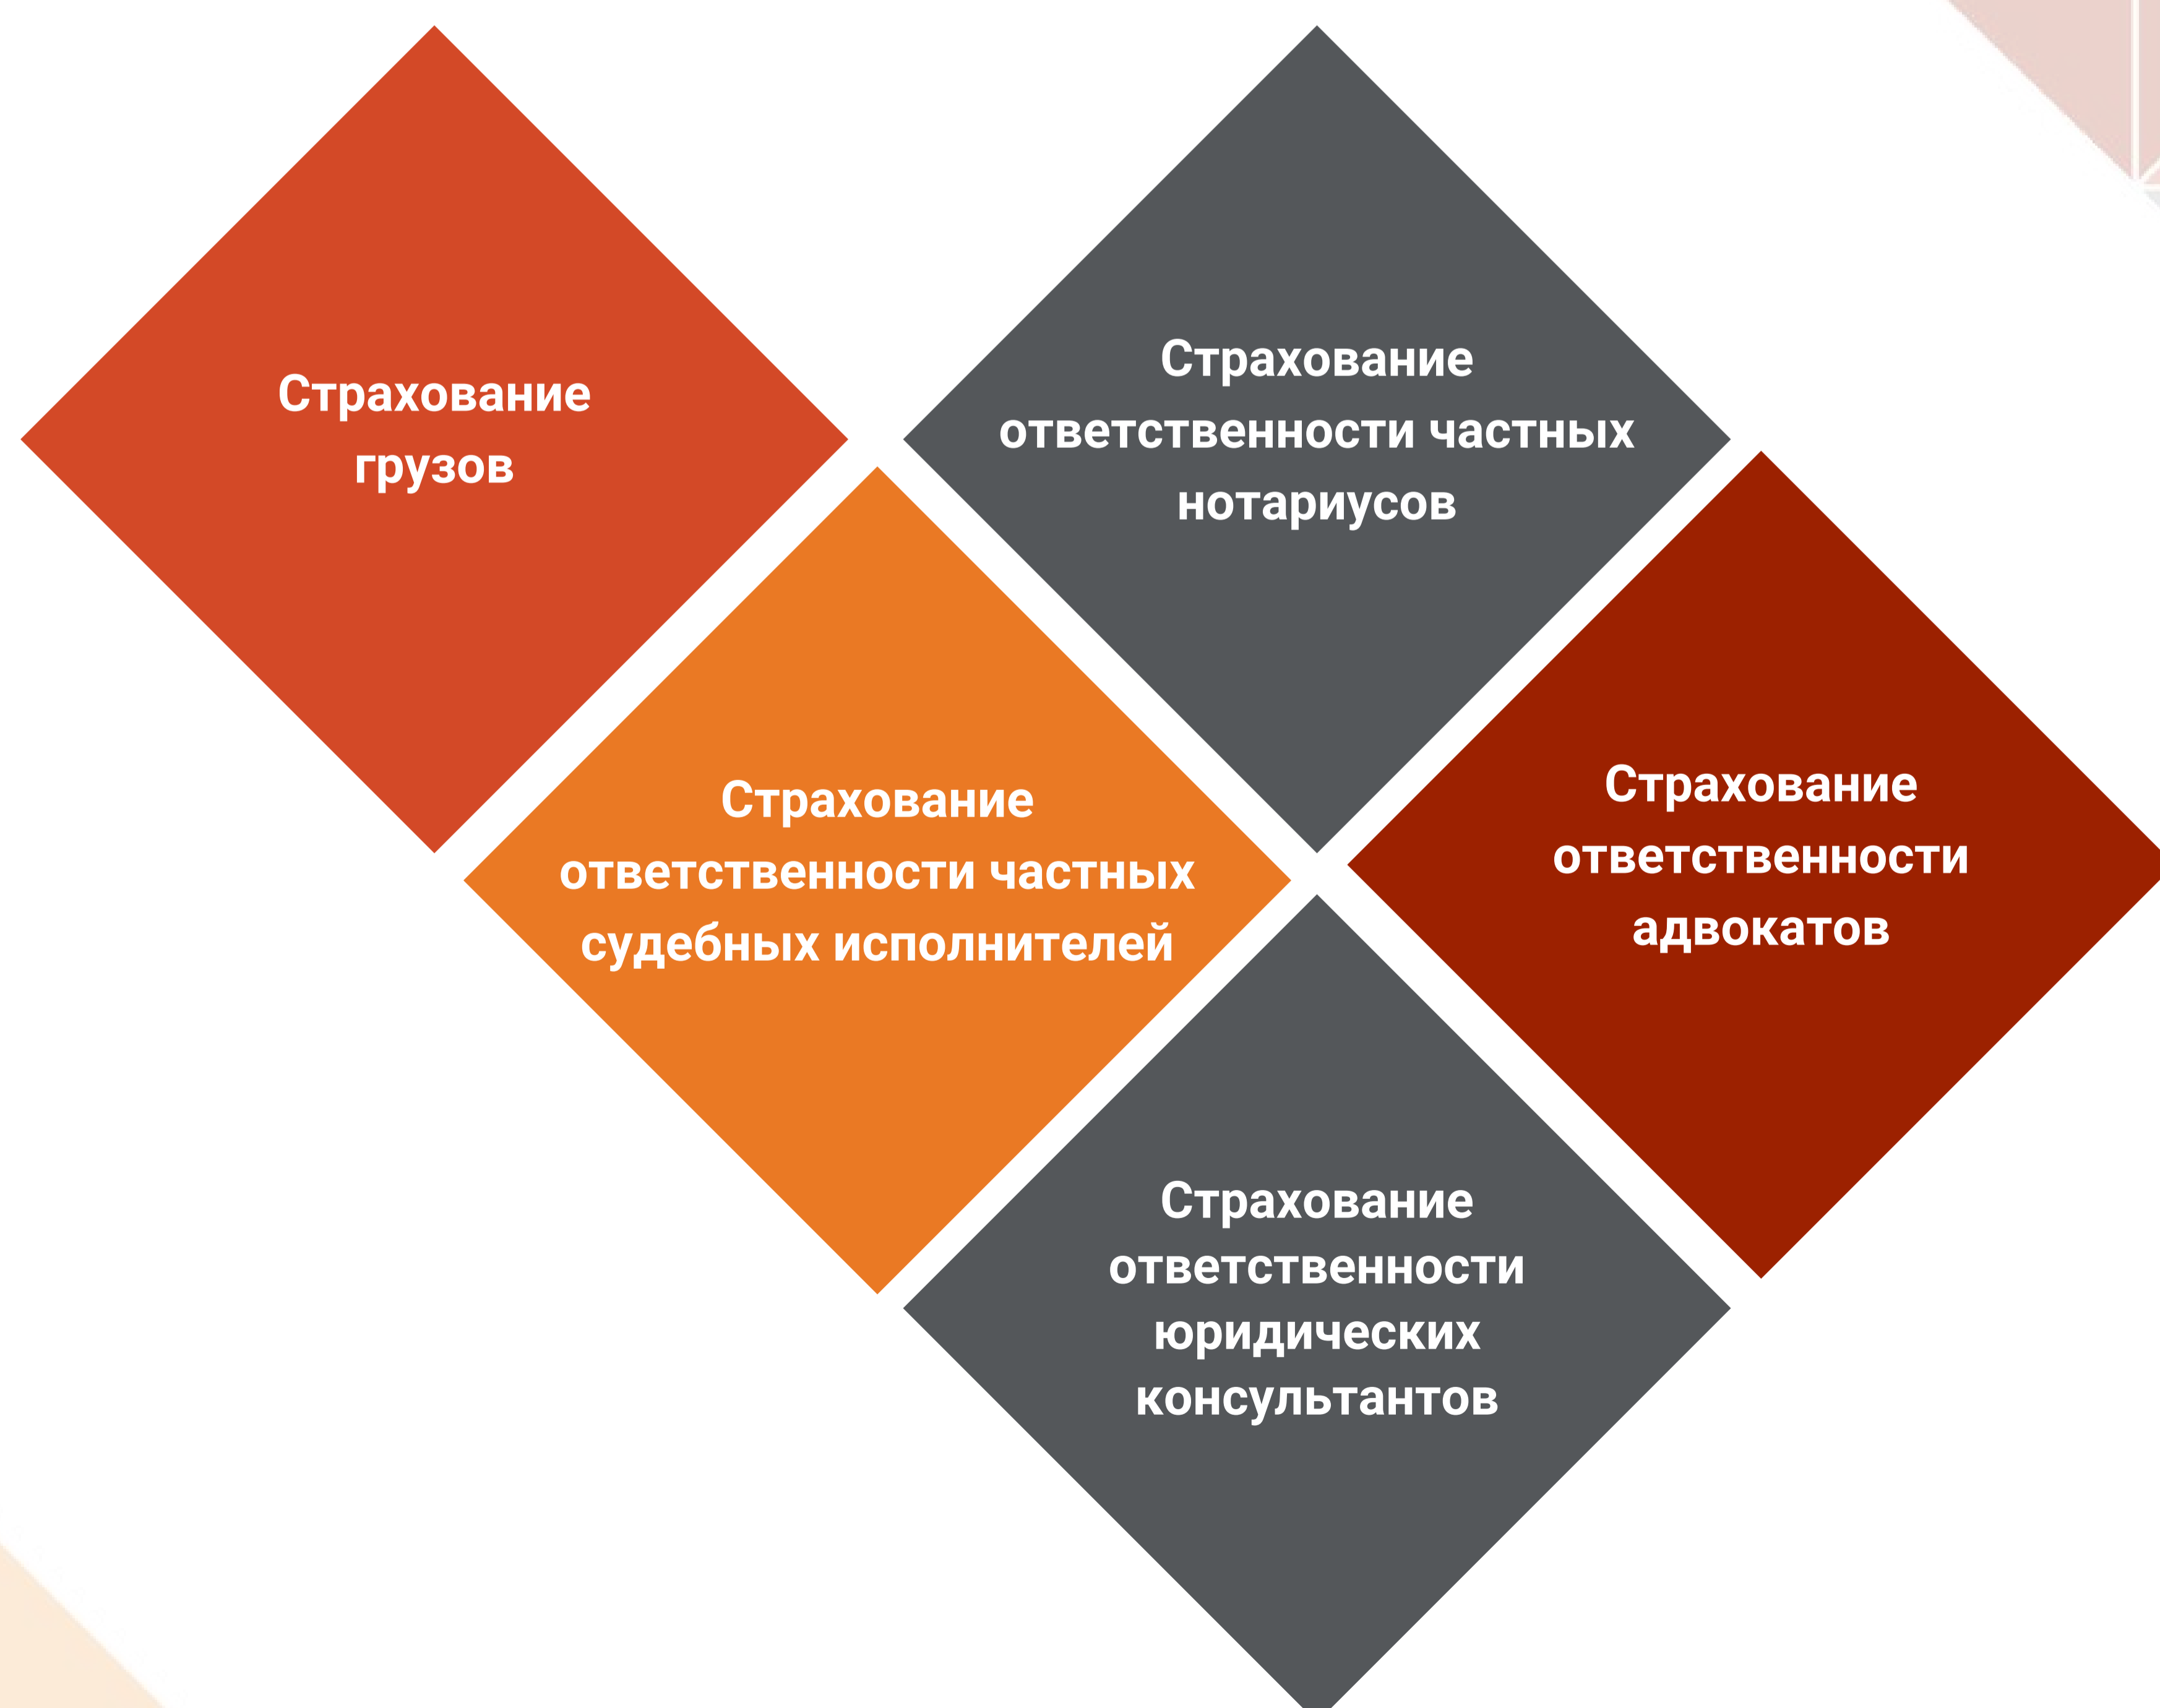 Страхование
грузов
Страхование
ответственности частных
нотариусов
Страхование
ответственности частных
судебных исполнителей
Страхование
ответственности
адвокатов
Страхование
ответственности
юридических
консультантов